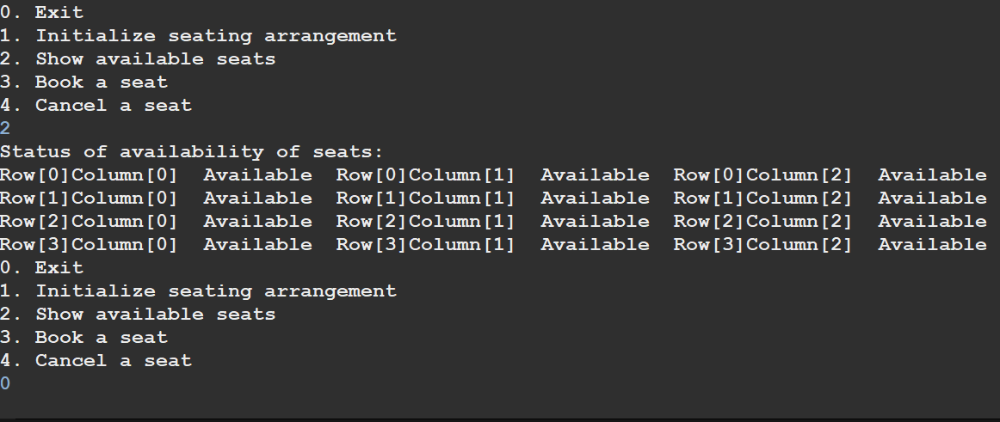 0. Exit
1. Initialize seating arrangement
2. Show available seats
3. Book a seat
4. Cancel a seat
2
Status of availability of seats:
Row[0]Column[0]  Available  Row[0]Column[1]  Available  Row[0]Column[2]  Available
Row[1]Column[0]  Available  Row[1]Column[1]  Available  Row[1]Column[2]  Available
Row[2]Column[0]  Available  Row[2]Column[1]  Available  Row[2]Column[2]  Available
Row[3]Column[0]  Available  Row[3]Column[1]  Available  Row[3]Column[2]  Available
0. Exit
1. Initialize seating arrangement
2. Show available seats
3. Book a seat
4. Cancel a seat
0